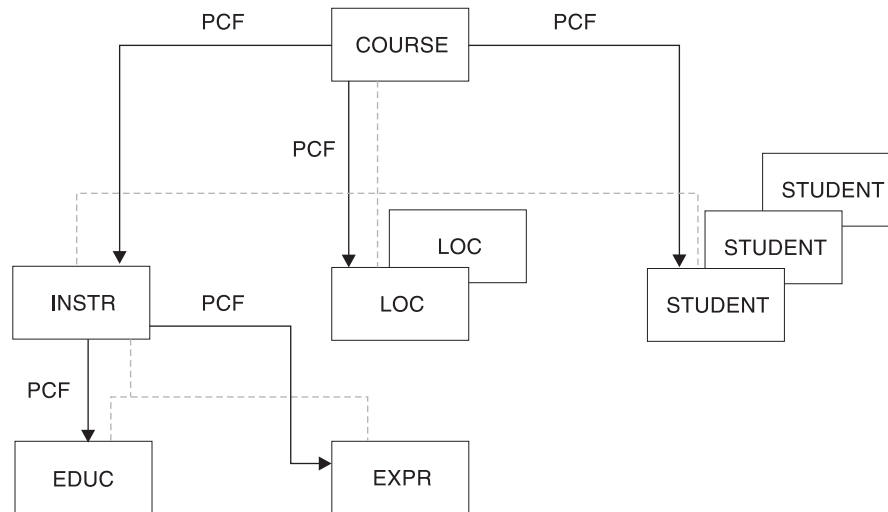 PCF
COURSE
PCF
PCF
STUDENT
LOC
STUDENT
INSTR
PCF
LOC
STUDENT
PCF
EDUC
EXPR